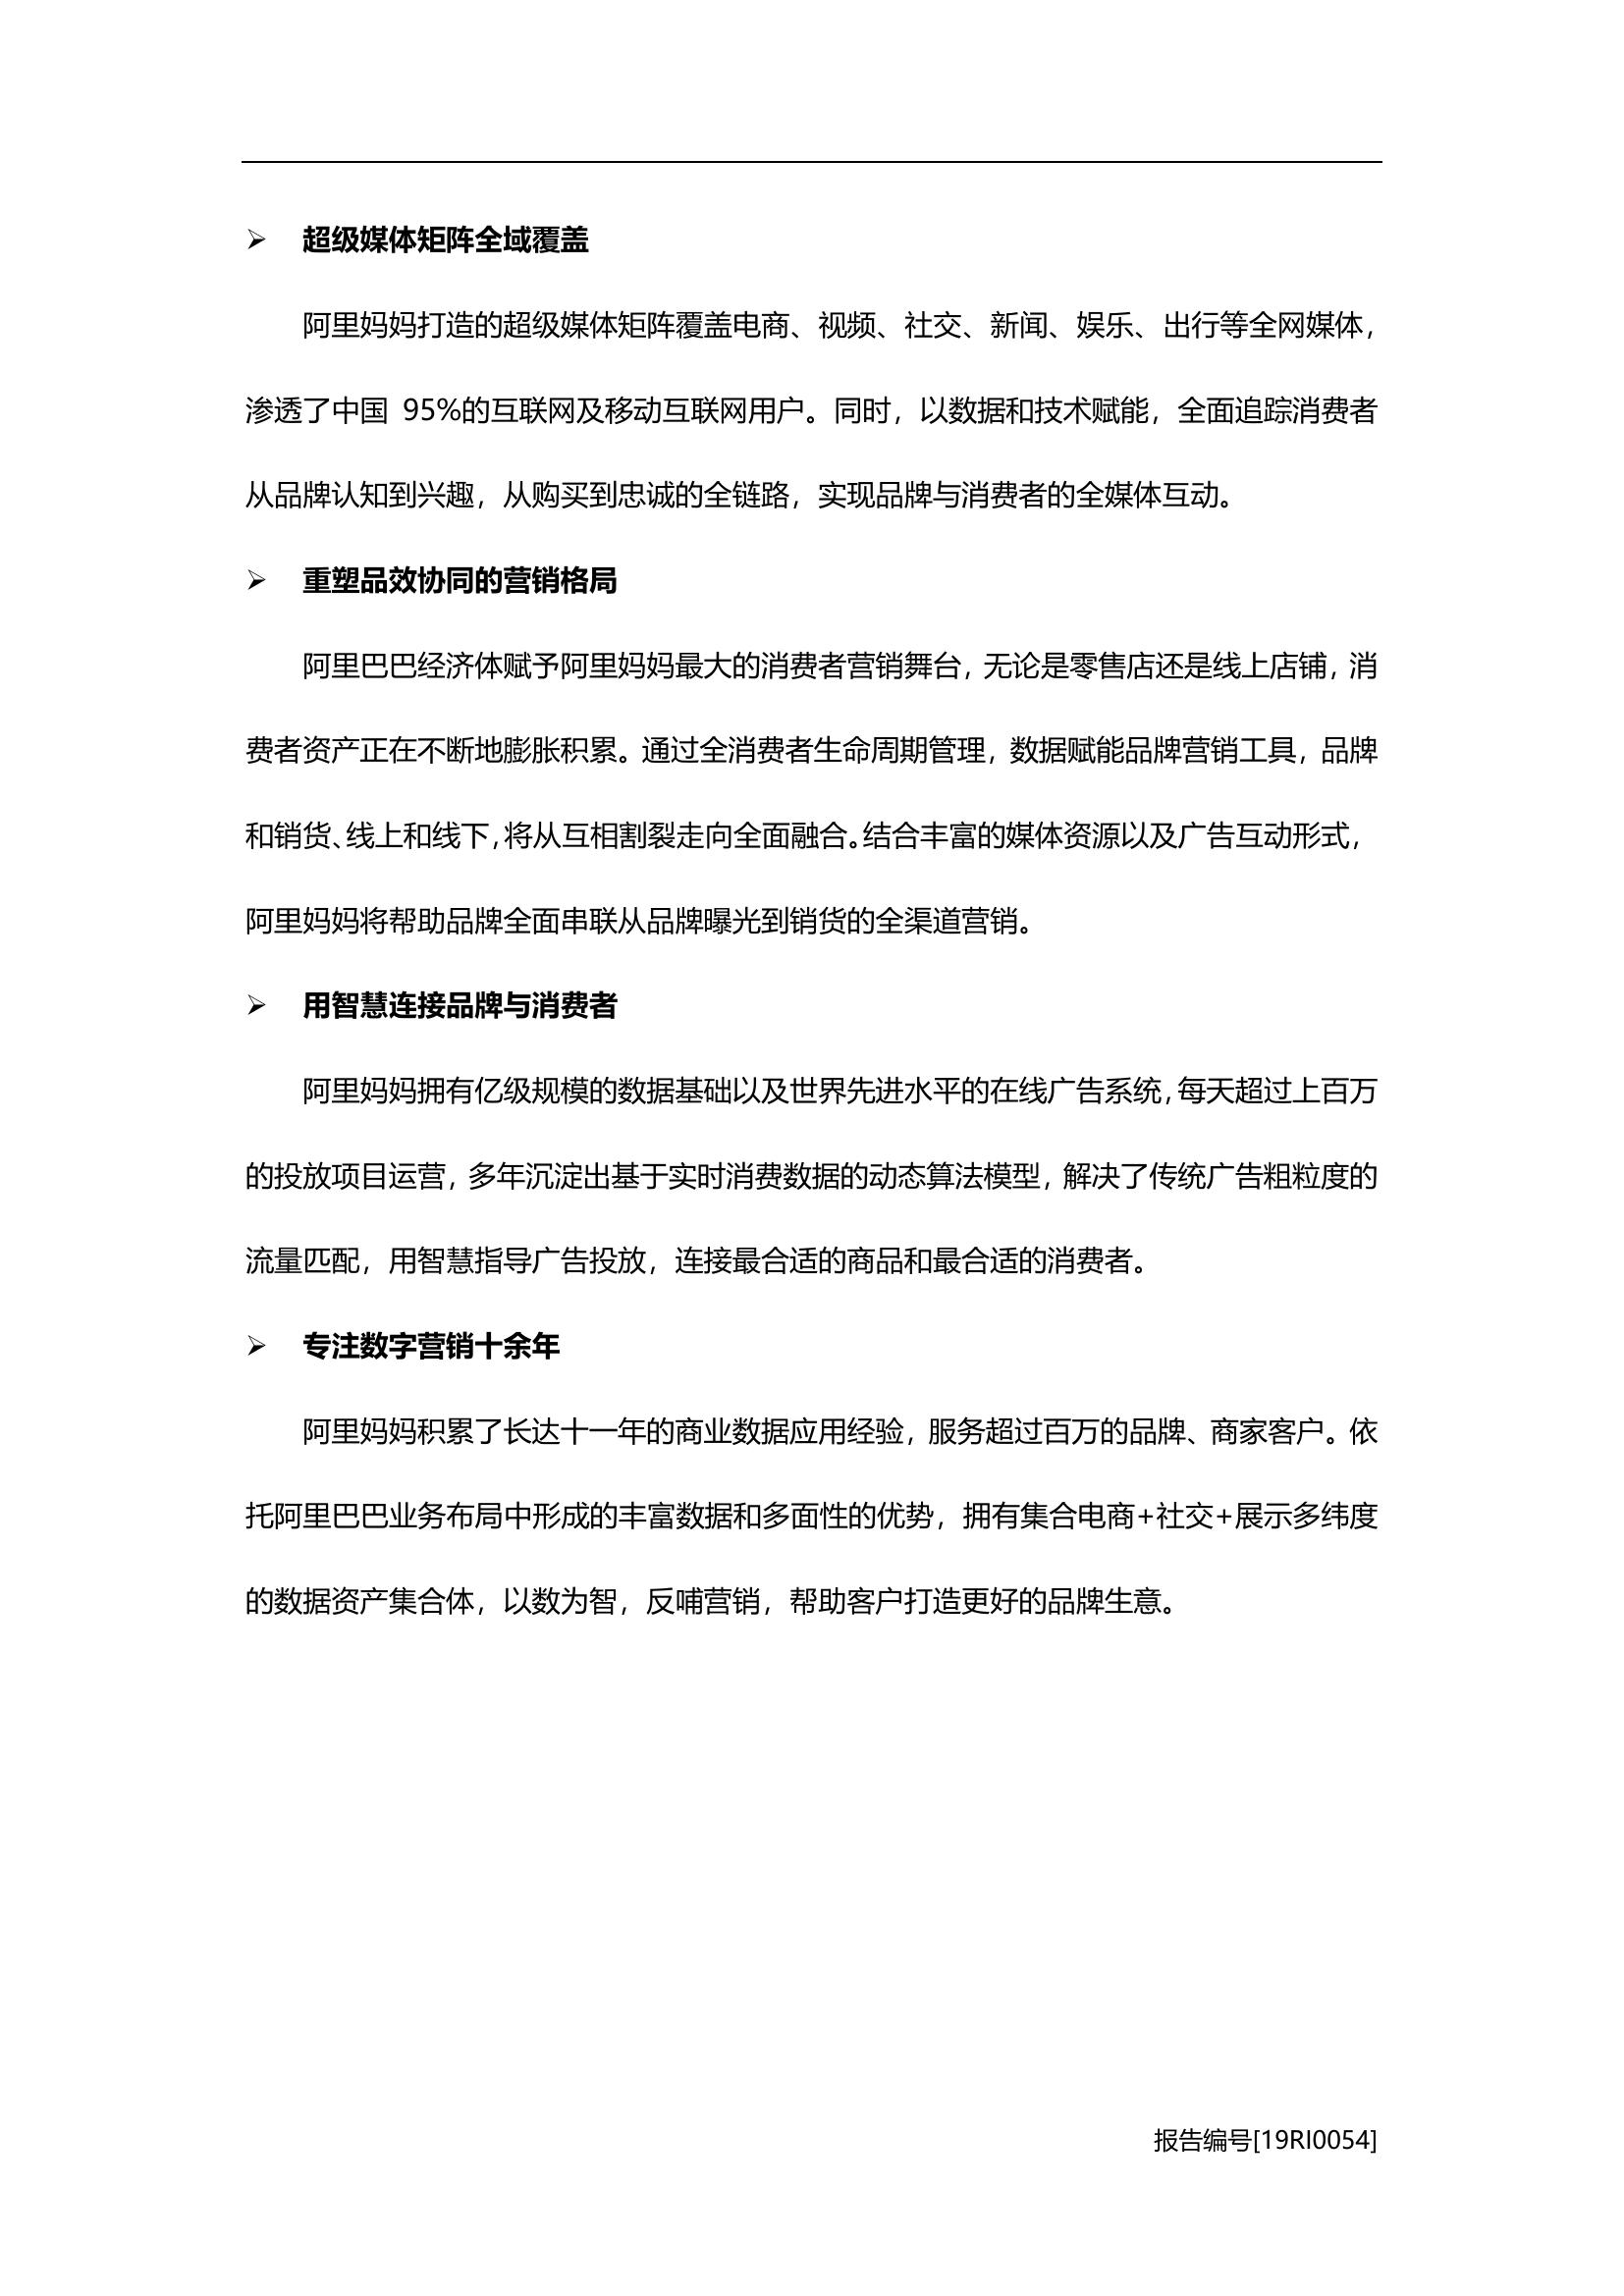 ➢ 超级媒体矩阵全域覆盖
阿里妈妈打造的超级媒体矩阵覆盖电商、视频、社交、新闻、娱乐、出行等全网媒体，
渗透了中国 95%的互联网及移动互联网用户。同时，以数据和技术赋能，全面追踪消费者
从品牌认知到兴趣，从购买到忠诚的全链路，实现品牌与消费者的全媒体互动。
➢ 重塑品效协同的营销格局
阿里巴巴经济体赋予阿里妈妈最大的消费者营销舞台，无论是零售店还是线上店铺，消
费者资产正在不断地膨胀积累。通过全消费者生命周期管理，数据赋能品牌营销工具，品牌
和销货、线上和线下，将从互相割裂走向全面融合。结合丰富的媒体资源以及广告互动形式，
阿里妈妈将帮助品牌全面串联从品牌曝光到销货的全渠道营销。
➢ 用智慧连接品牌与消费者
阿里妈妈拥有亿级规模的数据基础以及世界先进水平的在线广告系统，每天超过上百万
的投放项目运营，多年沉淀出基于实时消费数据的动态算法模型，解决了传统广告粗粒度的
流量匹配，用智慧指导广告投放，连接最合适的商品和最合适的消费者。
➢ 专注数字营销十余年
阿里妈妈积累了长达十一年的商业数据应用经验，服务超过百万的品牌、商家客户。依
托阿里巴巴业务布局中形成的丰富数据和多面性的优势，拥有集合电商+社交+展示多纬度
的数据资产集合体，以数为智，反哺营销，帮助客户打造更好的品牌生意。
报告编号[19RI0054]